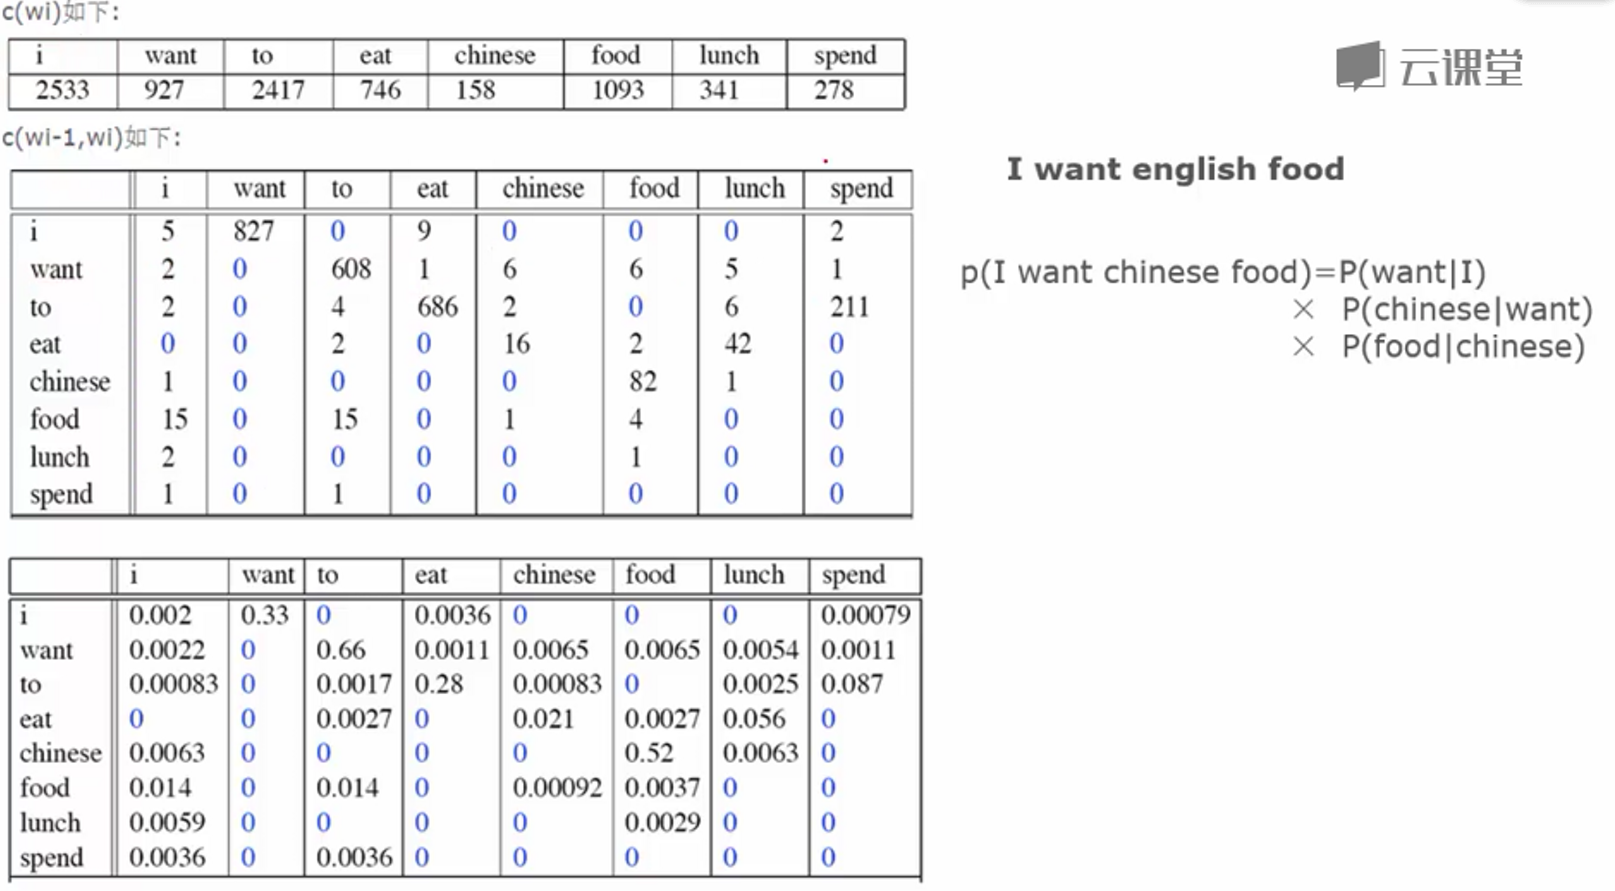 c(wi)如下:
i want to eat chinese food lunch spend
2533 927 2417 746 158 1093 341 278
云课堂
c(wi-1,wi)如下:
I want english food
i want to eat chinese food lunch spend
i 5 827 0 9 0 0 0 2
want 2 0 608 1 6 6 5 1
to 2 0 4 686 2 0 6 211
eat 0 0 2 0 16 2 42 0
chinese 1 0 0 0 0 82 1 0
food 15 0 15 0 1 4 0 0
lunch 2 0 0 0 0 1 0 0
spend 1 0 1 0 0 0 0 0
p(I want chinese food)=P(want|I)
× P(chinese|want)
× P(food|chinese)
i want to eat chinese food lunch spend
i 0.002 0.33 0 0.0036 0 0 0 0.00079
want 0.0022 0 0.66 0.0011 0.0065 0.0065 0.0054 0.0011
to 0.00083 0 0.0017 0.28 0.00083 0 0.0025 0.087
eat 0 0 0.0027 0 0.021 0.0027 0.056 0
chinese 0.0063 0 0 0 0 0.52 0.0063 0
food 0.014 0 0.014 0 0.00092 0.0037 0 0
lunch 0.0059 0 0 0 0 0.0029 0 0
spend 0.0036 0 0.0036 0 0 0 0 0